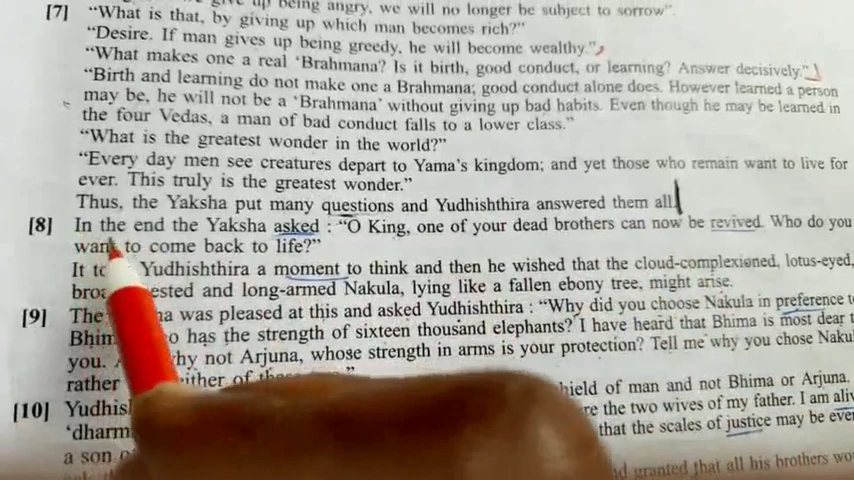 give up being angry, we will no longer be subject to sorrow".
[7] "What is that, by giving up which man becomes rich?"
"Desire. If man gives up being greedy, he will become wealthy."
"What makes one a real 'Brahmana? Is it birth, good conduct, or learning? Answer decisively."
"Birth and learning do not make one a Brahmana; good conduct alone does. However learned a person
may be, he will not be a 'Brahmana' without giving up bad habits. Even though he may be learned in
the four Vedas, a man of bad conduct falls to a lower class."
"What is the greatest wonder in the world?"
"Every day men see creatures depart to Yama's kingdom; and yet those who remain want to live for
ever. This truly is the greatest wonder."
Thus, the Yaksha put many questions and Yudhishthira answered them all
[8] In the end the Yaksha asked : "O King, one of your dead brothers can now be revived. Who do you
want to come back to life?"
It Yudhishthira a moment to think and then he wished that the cloud-complexioned, lotus-eyed,
and long-armed Nakula, lying like a fallen ebony tree, might arise.
[9] The was pleased at this and asked Yudhishthira : "Why did you choose Nakula in preference
has the strength of sixteen thousand elephants? I have heard that Bhima is most dear
you. why not Arjuna, whose strength in arms is your protection? Tell me why you chose
rather of
[10] of man and not Bhima or Arjuna.
the two wives of my father. I am
that the scales of justice may be
a son
granted that all his brothers